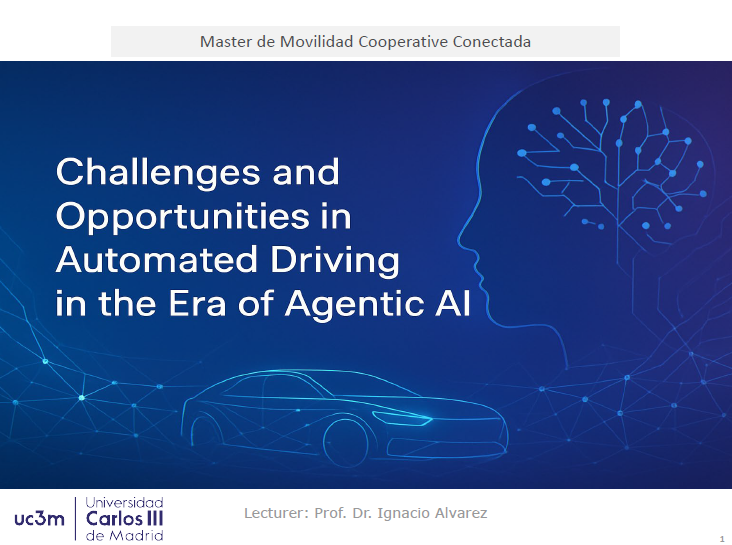 Master de Movilidad Cooperative Conectada
Challenges and
Opportunities in
Automated Driving
in the Era of Agentic AI
uc3m
Universidad
Carlos III
de Madrid
Lecturer: Prof. Dr. Ignacio Alvarez
1